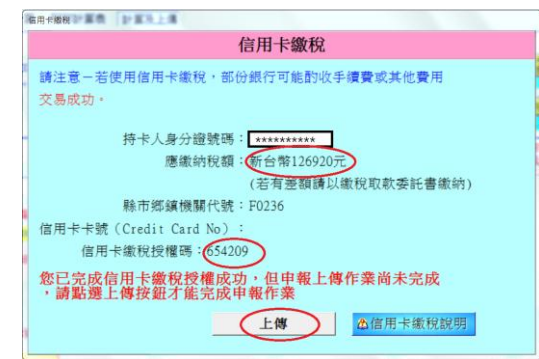 信用卡繳稅
信用卡繳稅
請注意－若使用信用卡繳稅，部份銀行可能酌收手續費或其他費用
交易成功。
持卡人身分證號碼：**********
應繳納稅額：新台幣126920元
(若有差額請以繳稅取款委託書繳納)
縣市鄉鎮機關代號：F0236
信用卡卡號（Credit Card No）：
信用卡繳稅授權碼：654209
您已完成信用卡繳稅授權成功，但申報上傳作業尚未完成
，請點選上傳按鈕才能完成申報作業
上傳
信用卡繳稅說明